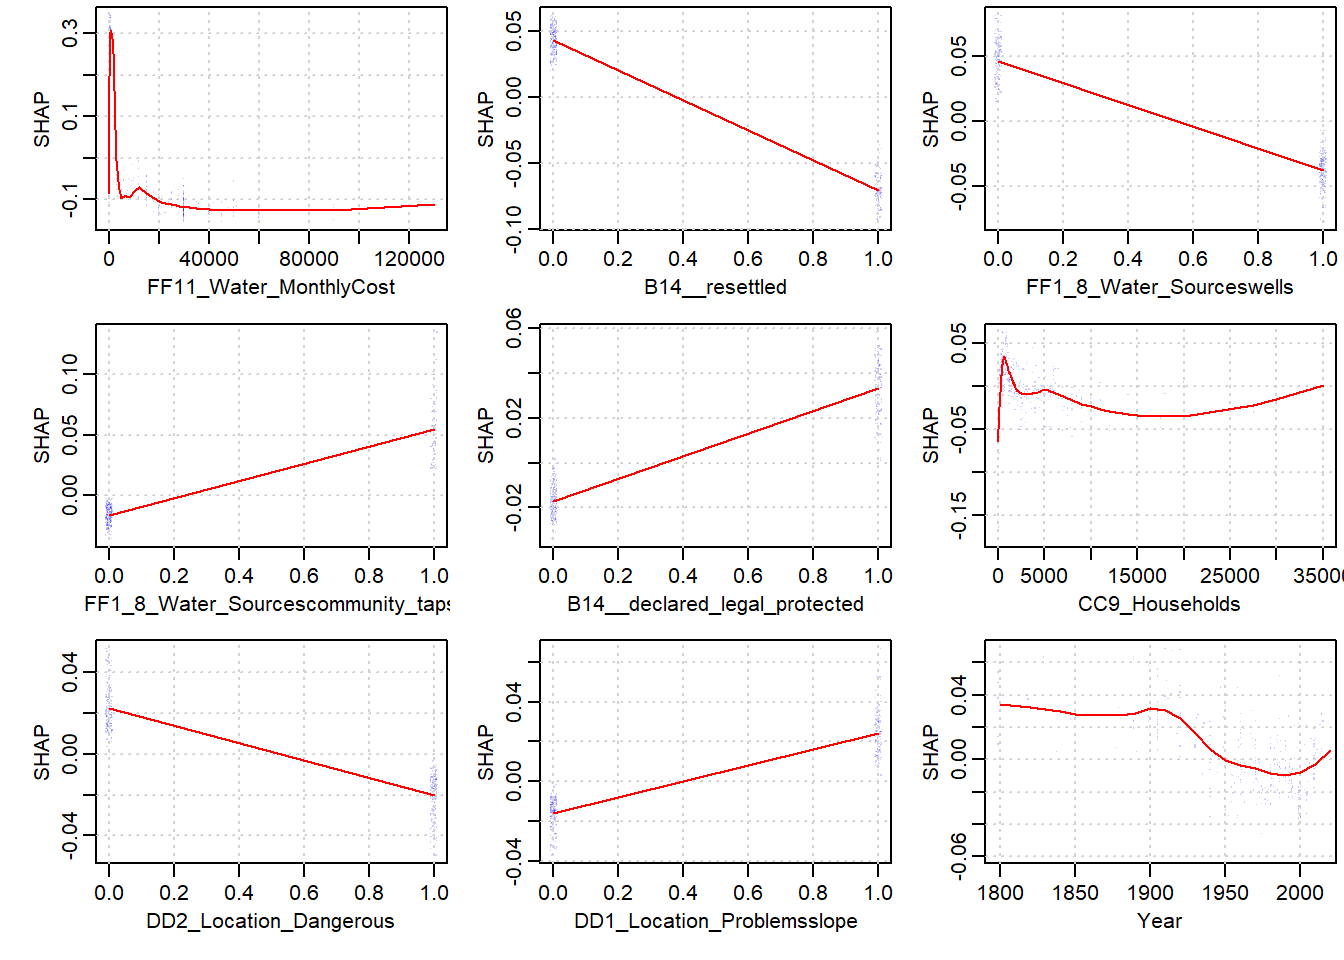 SHAP
0.3
0.1
-0.1
0 40000 80000 120000
FF11_Water_MonthlyCost
SHAP
0.05
0.00
-0.05
-0.10
0.0 0.2 0.4 0.6 0.8 1.0
B14__resettled
SHAP
0.05
0.00
-0.05
0.0 0.2 0.4 0.6 0.8 1.0
FF1_8_Water_Sourceswells
SHAP
0.10
0.05
0.00
0.0 0.2 0.4 0.6 0.8 1.0
FF1_8_Water_Sourcescommunity_taps
SHAP
0.06
0.02
-0.02
0.0 0.2 0.4 0.6 0.8 1.0
B14__declared_legal_protected
SHAP
0.05
-0.05
-0.15
0 5000 15000 25000 35000
CC9_Households
SHAP
0.04
0.00
-0.04
0.0 0.2 0.4 0.6 0.8 1.0
DD2_Location_Dangerous
SHAP
0.04
0.00
-0.04
0.0 0.2 0.4 0.6 0.8 1.0
DD1_Location_Problemsslope
SHAP
0.04
0.00
-0.06
1800 1850 1900 1950 2000
Year